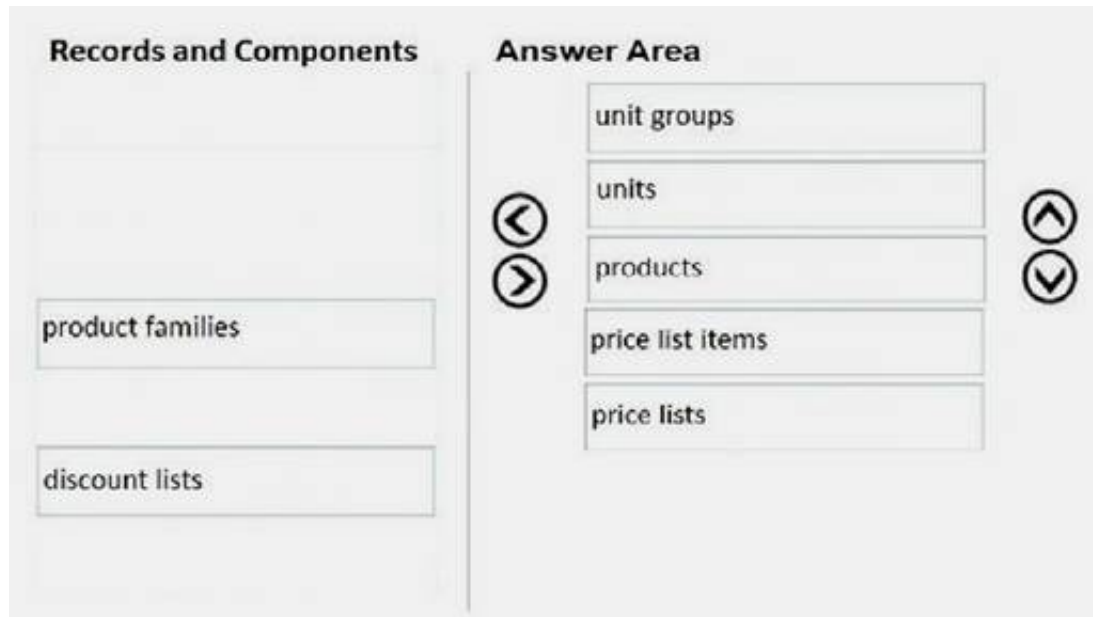 Records and Components
Answer Area
unit groups
units
products
product families
price list items
price lists
discount lists